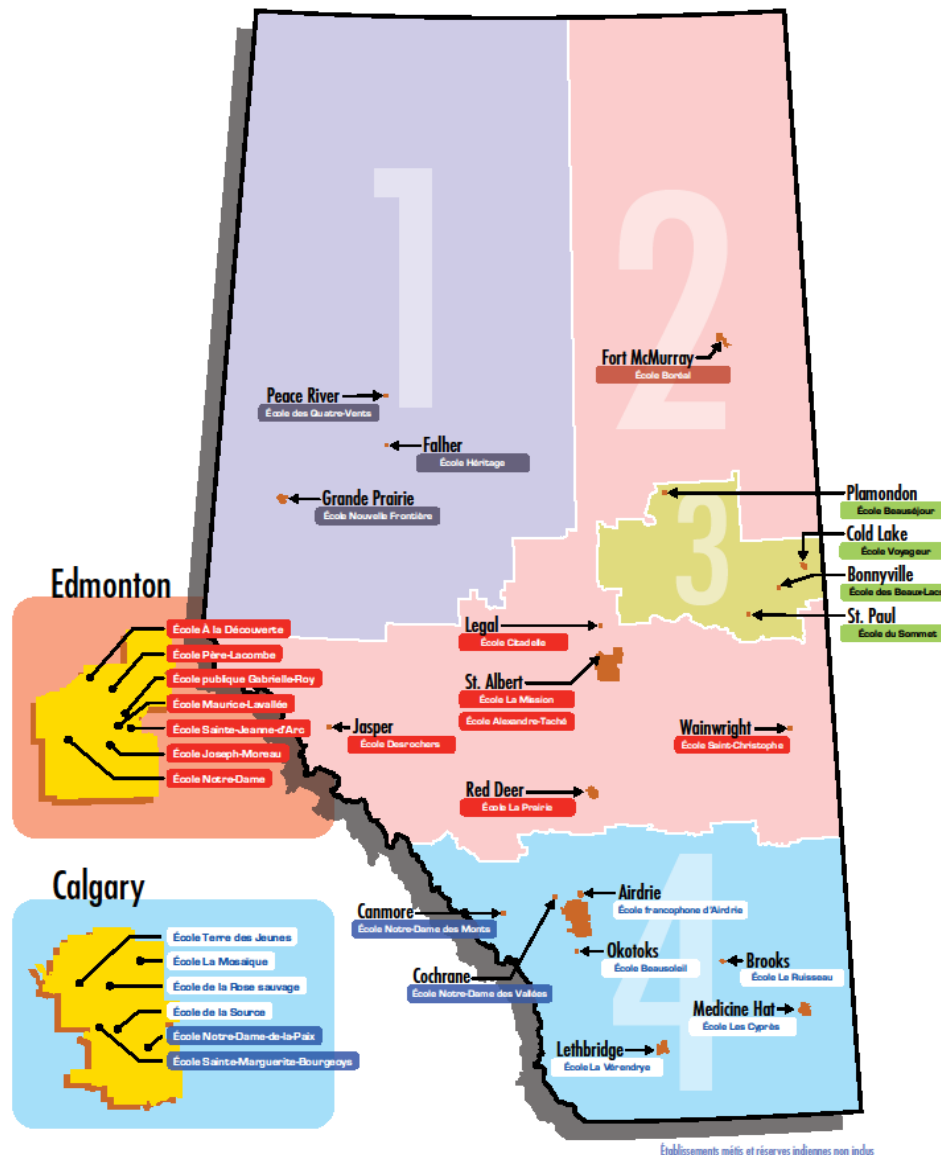 1
2
3
4
Fort McMurray
École Boréal
Peace River
École des Quatre-Vents
Falher
École Héritage
Grande Prairie
École Nouvelle Frontière
Plamondon
École Beauséjour
Cold Lake
École Voyageur
Bonnyville
École des Beaux-Lacs
St. Paul
École du Sommet
Edmonton
École À la Découverte
École Père-Lacombe
École publique Gabrielle-Roy
École Maurice-Lavallée
École Sainte-Jeanne-d'Arc
École Joseph-Moreau
École Notre-Dame
Legal
École Citadelle
St. Albert
École La Mission
École Alexandre-Taché
Jasper
École Desrochers
Wainwright
École Saint-Christophe
Red Deer
École La Prairie
Calgary
École Terre des Jeunes
École La Mosaïque
École de la Rose sauvage
École de la Source
École Notre-Dame-de-la-Paix
École Sainte-Marguerite-Bourgeoys
Canmore
École Notre-Dame des Monts
Airdrie
École francophone d'Airdrie
Cochrane
École Notre-Dame des Vallées
Okotoks
École Beausoleil
Brooks
École Le Ruisseau
Medicine Hat
École Les Cyprès
Lethbridge
École La Vérendrye
Établissements métis et réserves indiennes non inclus